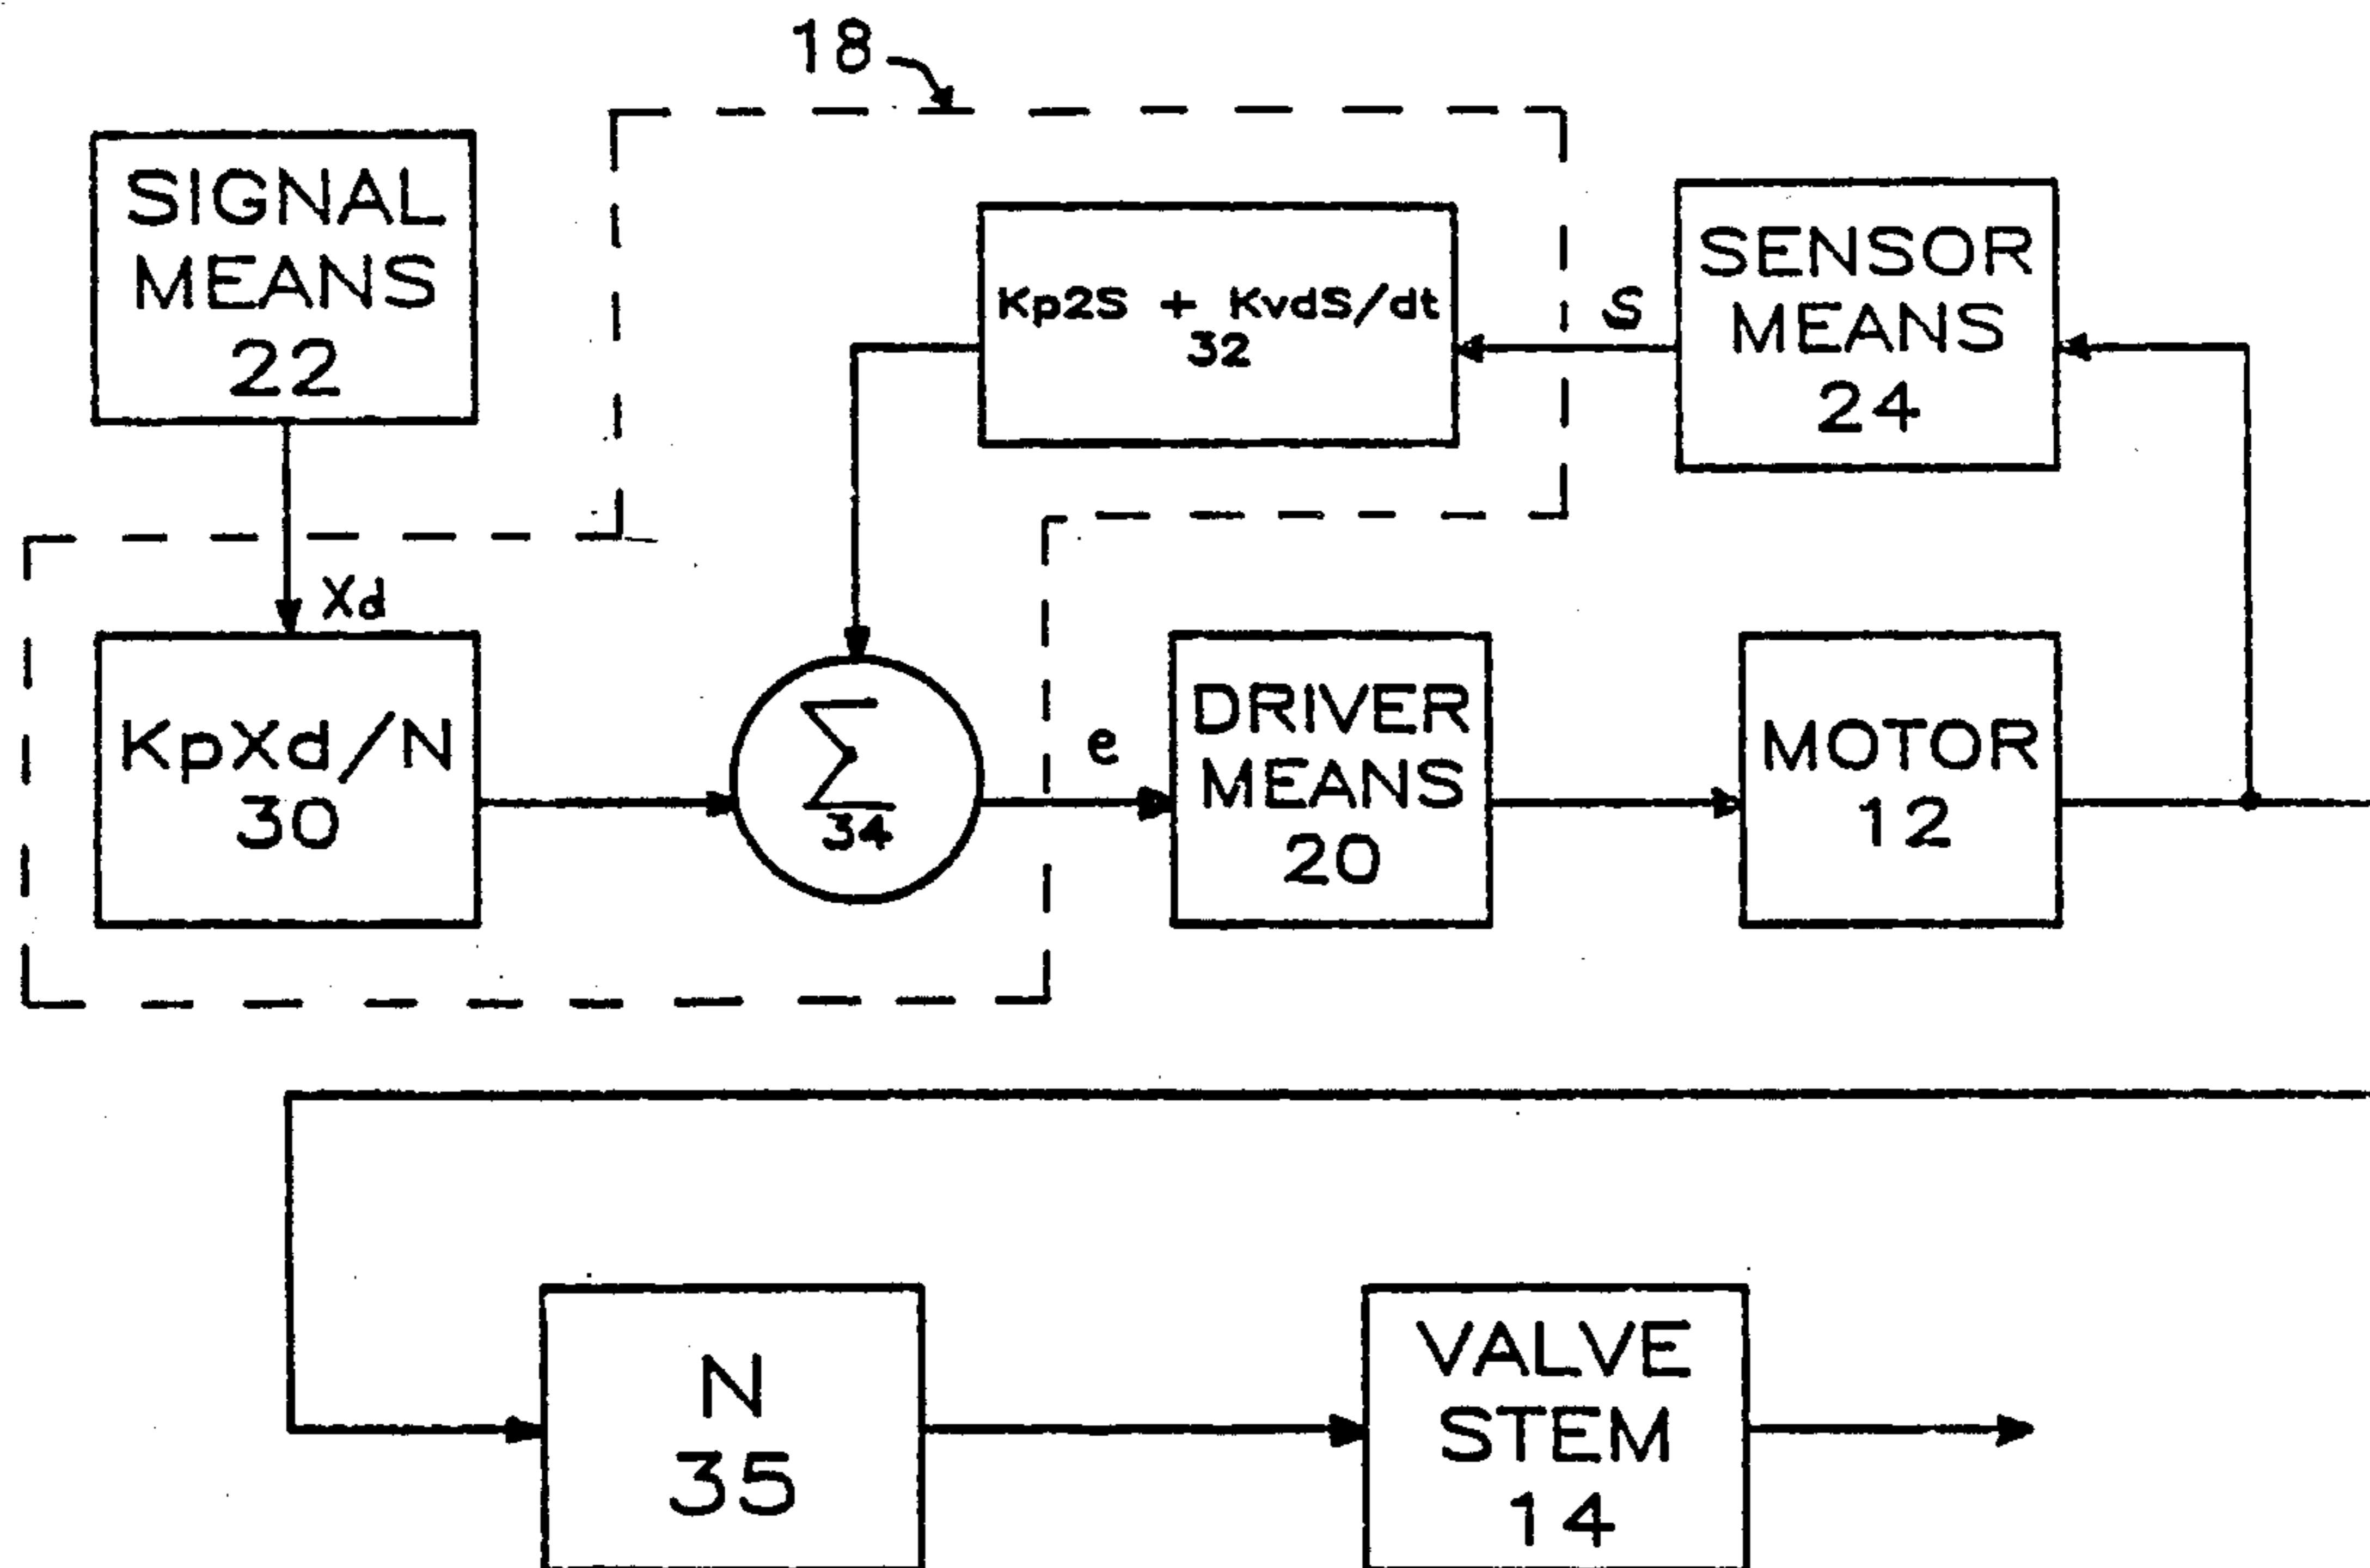 18
SIGNAL
MEANS
22
Kp2S + KvdS/dt
32
S
SENSOR
MEANS
24
Xd
KpXd/N
30
∑
34
e
DRIVER
MEANS
20
MOTOR
12
N
35
VALVE
STEM
14